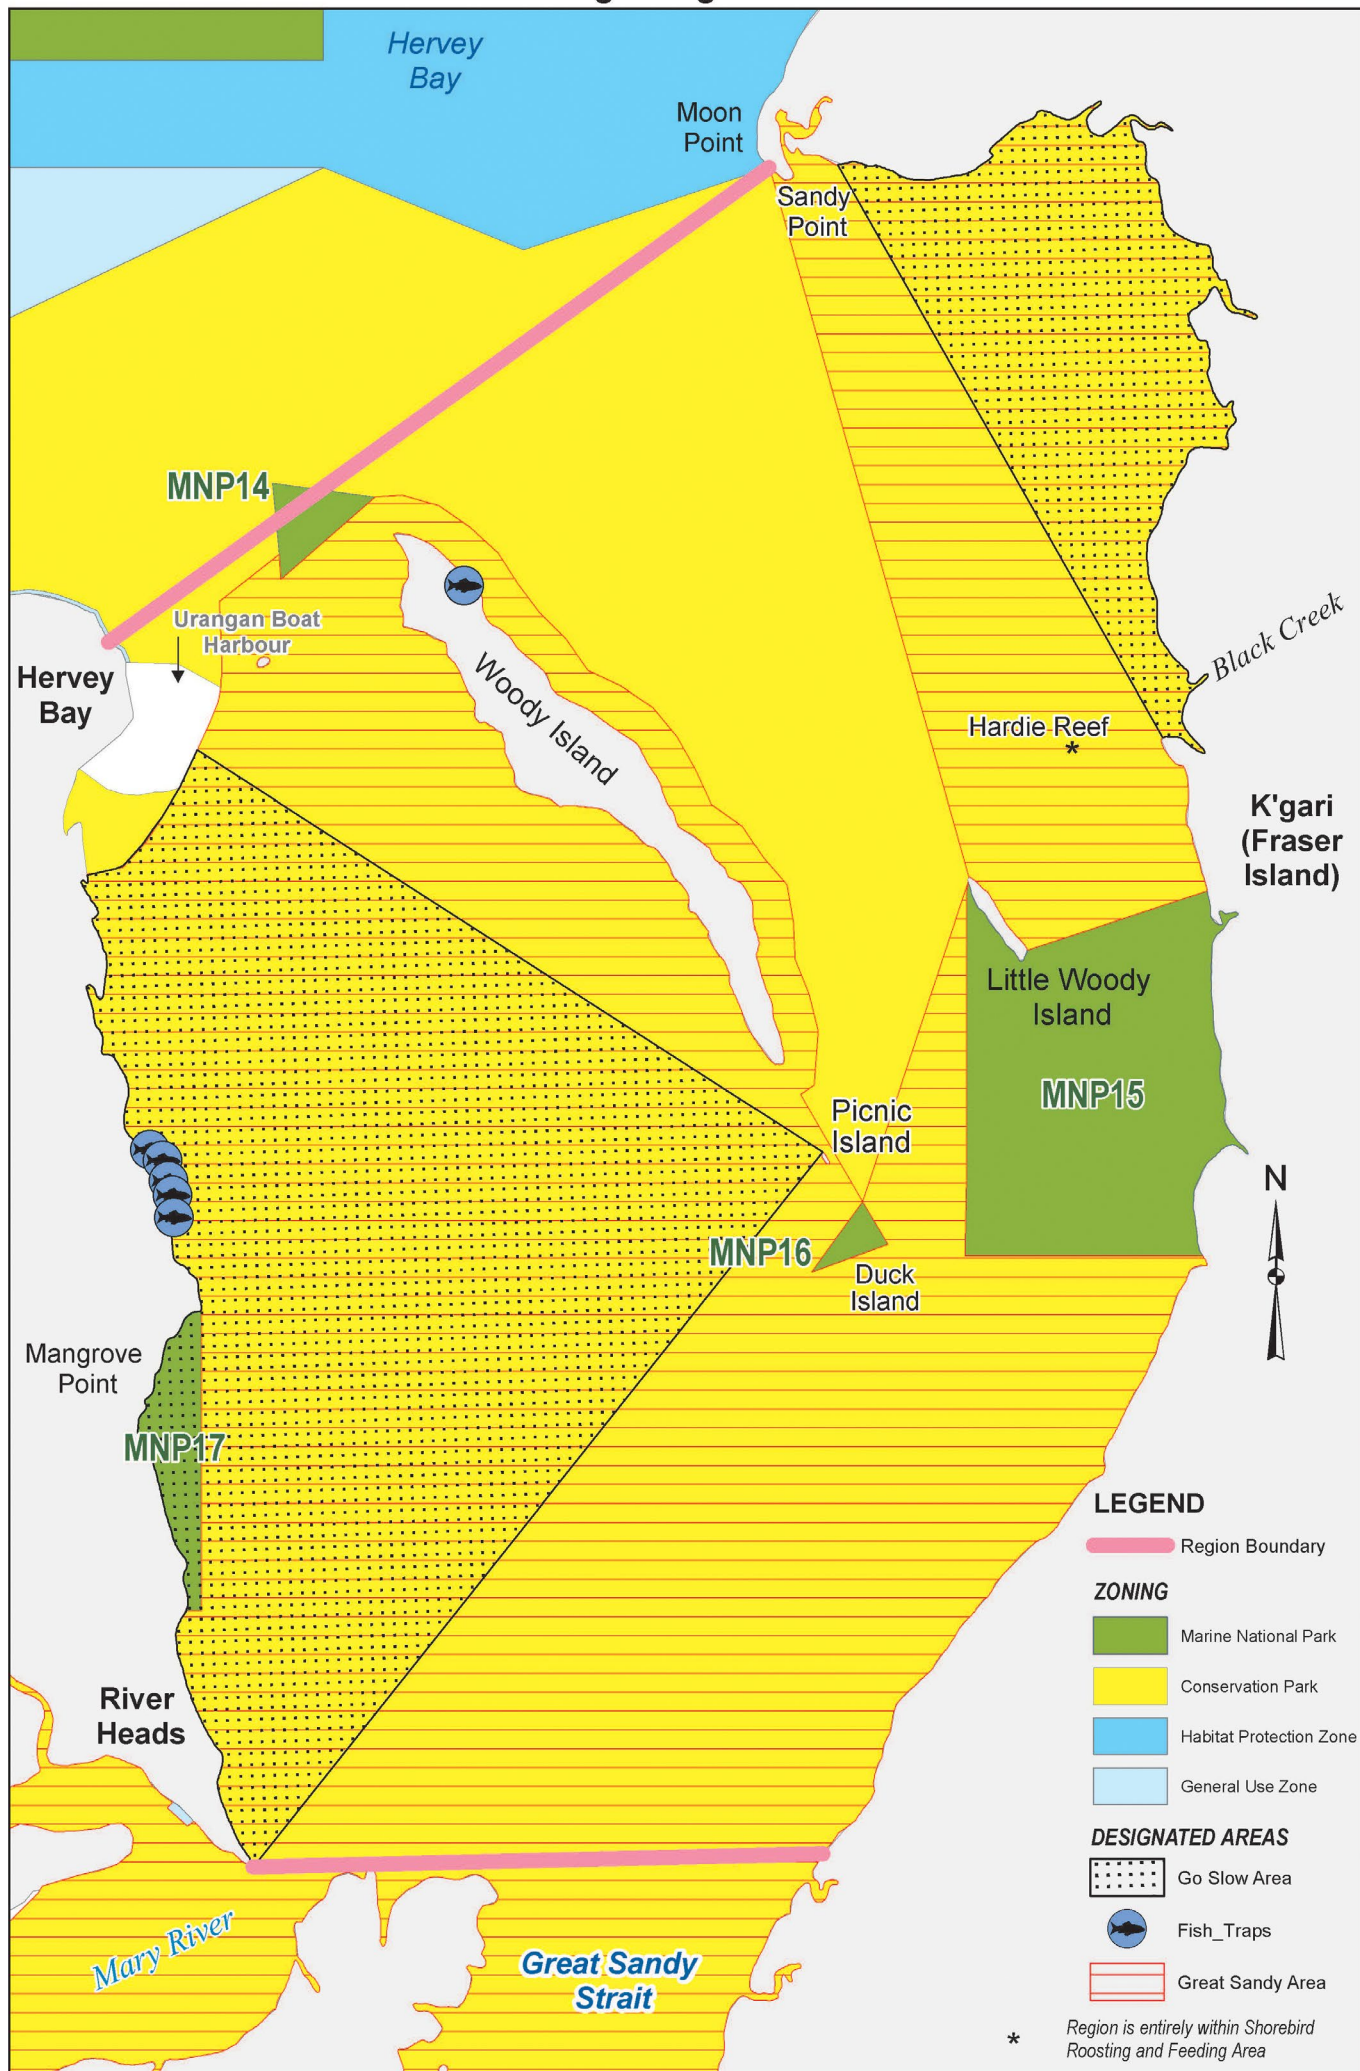 Hervey
Bay
Moon
Point
Sandy
Point
MNP14
Urangan Boat
Harbour
Hervey
Bay
Woody Island
Black Creek
Hardie Reef
*
K'gari
(Fraser
Island)
Little Woody
Island
MNP15
Picnic
Island
N
MNP16
Duck
Island
Mangrove
Point
MNP17
River
Heads
Mary River
Great Sandy
Strait
LEGEND
Region Boundary
ZONING
Marine National Park
Conservation Park
Habitat Protection Zone
General Use Zone
DESIGNATED AREAS
Go Slow Area
Fish_Traps
Great Sandy Area
* Region is entirely within Shorebird
Roosting and Feeding Area